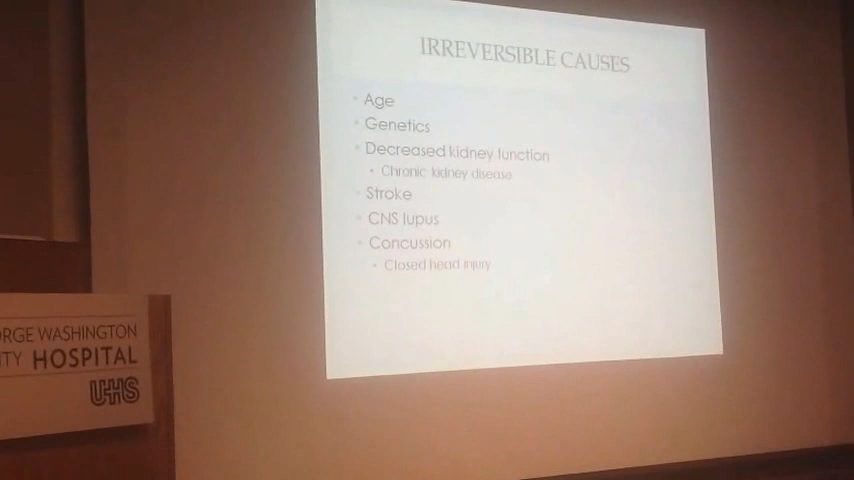 IRREVERSIBLE CAUSES
Age
Genetics
Decreased kidney function
Chronic kidney disease
Stroke
CNS lupus
Concussion
Closed head injury
RGE WASHINGTON
ITY HOSPITAL
UHS